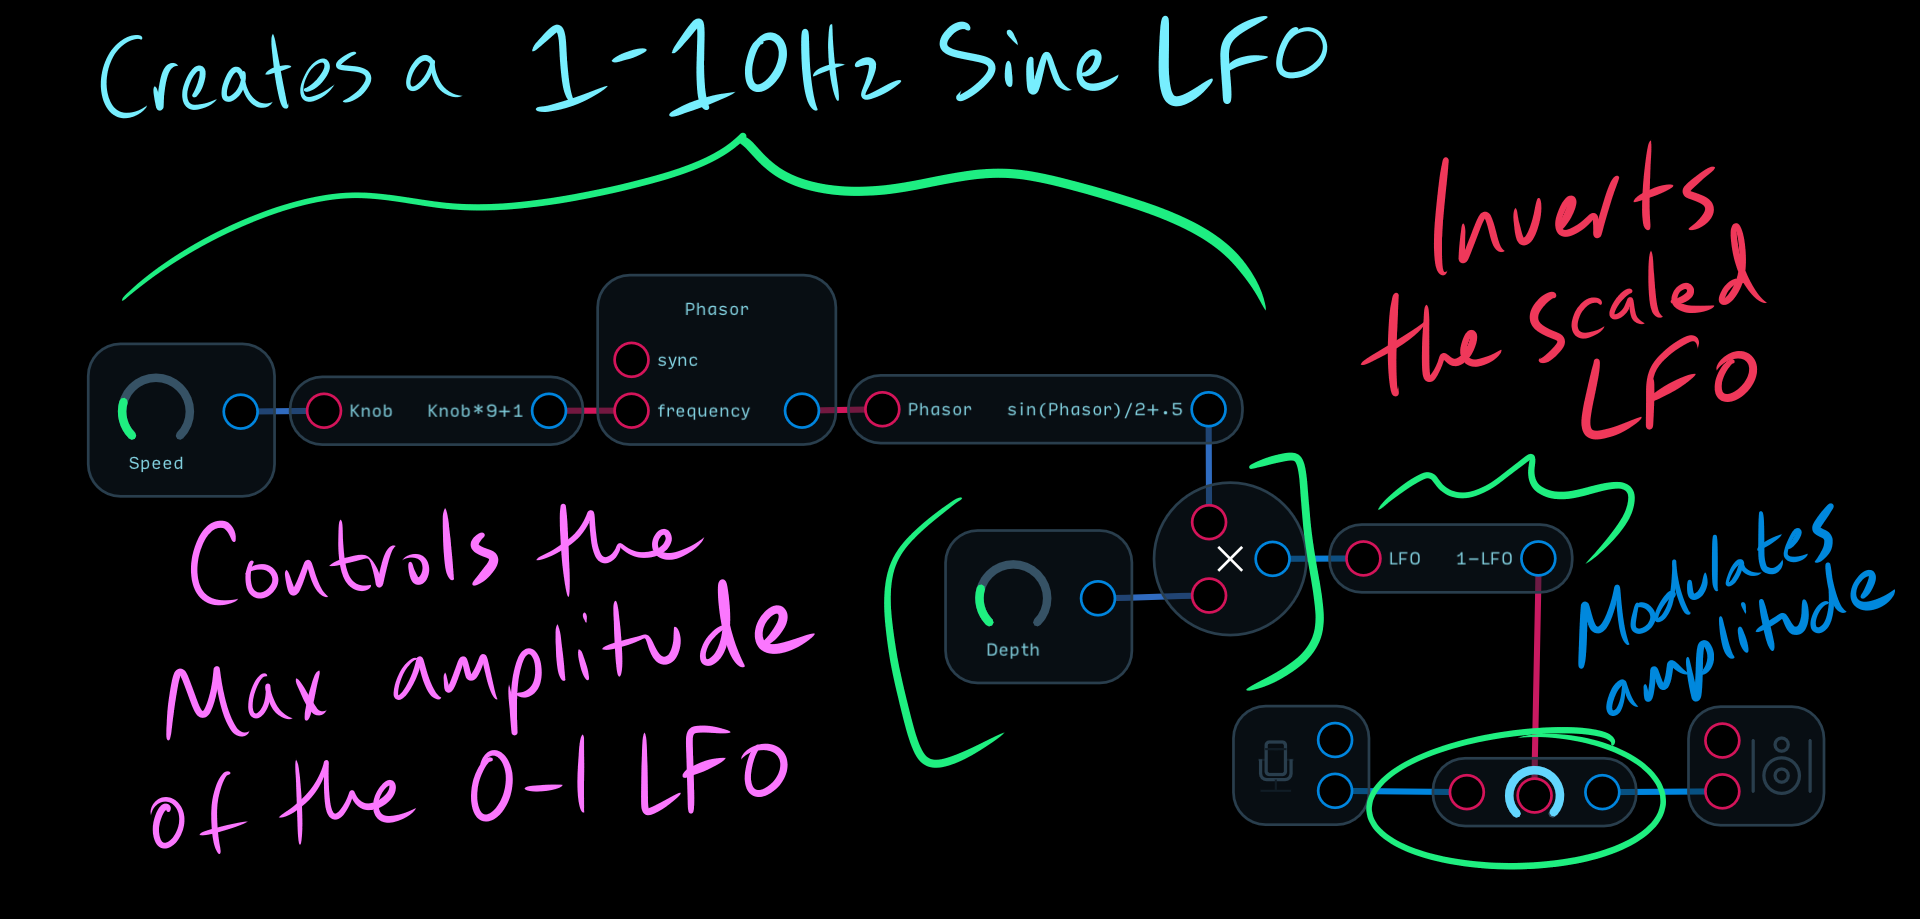 Creates a 1-10Hz Sine LFO
Inverts
the scaled
LFO
Phasor
sync
Knob Knob*9+1
frequency
Phasor sin(Phasor)/2+.5
Speed
Controls the
Max amplitude
of the 0-1 LFO
Depth
LFO 1-LFO
Modulates
amplitude